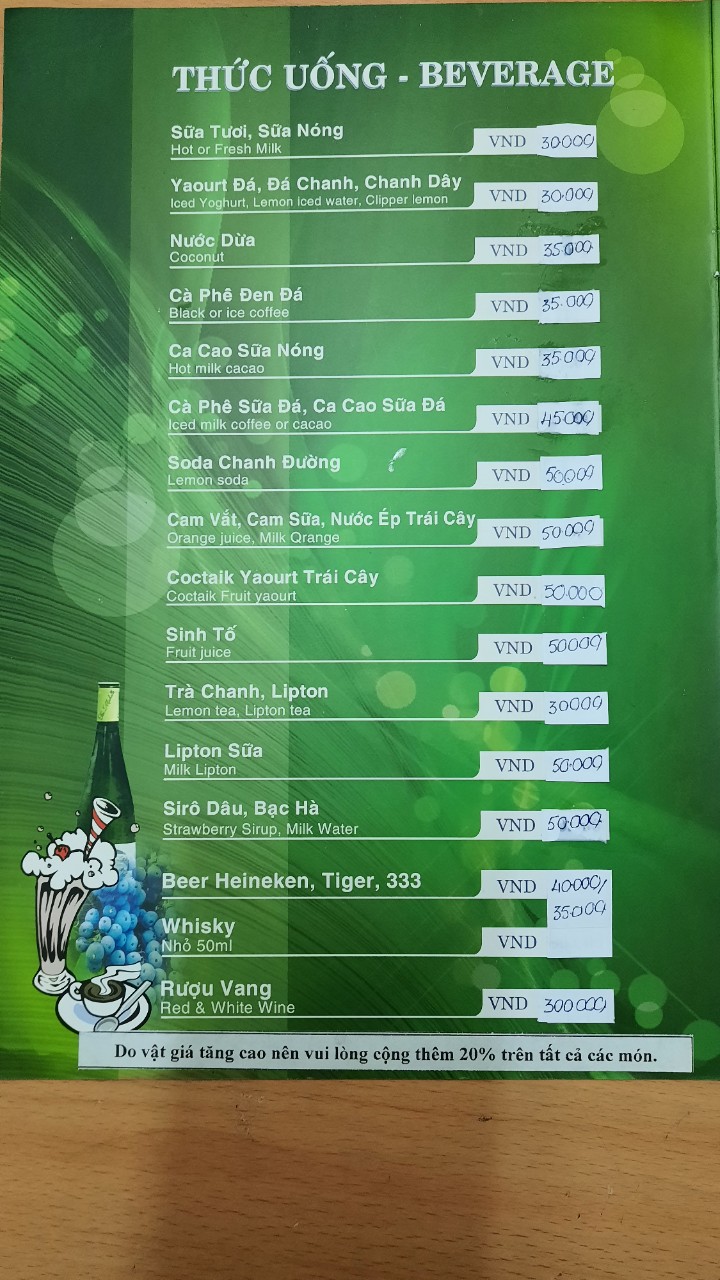 THỨC UỐNG - BEVERAGE
Sữa Tươi, Sữa Nóng
Hot or Fresh Milk
VND 30000
Yaourt Đá, Đá Chanh, Chanh Dây
Iced Yoghurt, Lemon Iced water, Clipper lemon
VND 30.000
Nước Dừa
Coconut
VND 35000
Cà Phê Đen Đá
Black or ice coffee
VND 35.000
Ca Cao Sữa Nóng
Hot milk cacao
VND 35000
Cà Phê Sữa Đá, Ca Cao Sữa Đá
Iced milk coffee or cacao
VND 45000
Soda Chanh Đường
Lemon soda
VND 50.000
Cam Vắt, Cam Sữa, Nước Ép Trái Cây
Orange juice, Milk Qrange
VND 50.000
Coctaik Yaourt Trái Cây
Coctaik Fruit yaourt
VND 50.000
Sinh Tố
Fruit juice
VND 50000
Trà Chanh, Lipton
Lemon tea, Lipton tea
VND 30000
Lipton Sữa
Milk Lipton
VND 50.000
Sirô Dâu, Bạc Hà
Strawberry Sirup, Milk Water
VND 50.000
Beer Heineken, Tiger, 333
VND 40.000/
35.000
Whisky
Nhỏ 50ml
VND
Rượu Vang
Red & White Wine
VND 300000
Do vật giá tăng cao nên vui lòng cộng thêm 20% trên tất cả các món.